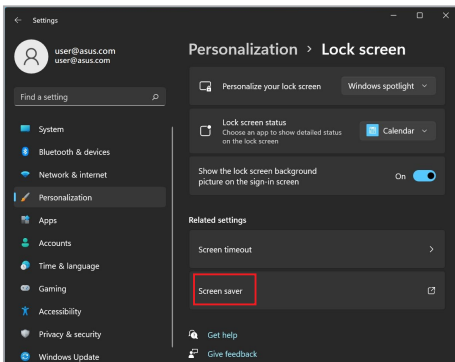 Settings
user@asus.com
user@asus.com
Find a setting
System
Bluetooth & devices
Network & internet
Personalization
Apps
Accounts
Time & language
Gaming
Accessibility
Privacy & security
Windows Update
Personalization > Lock screen
Personalize your lock screen
Windows spotlight
Lock screen status
Choose an app to show detailed status
on the lock screen
Calendar
Show the lock screen background
picture on the sign-in screen
On
Related settings
Screen timeout
Screen saver
Get help
Give feedback